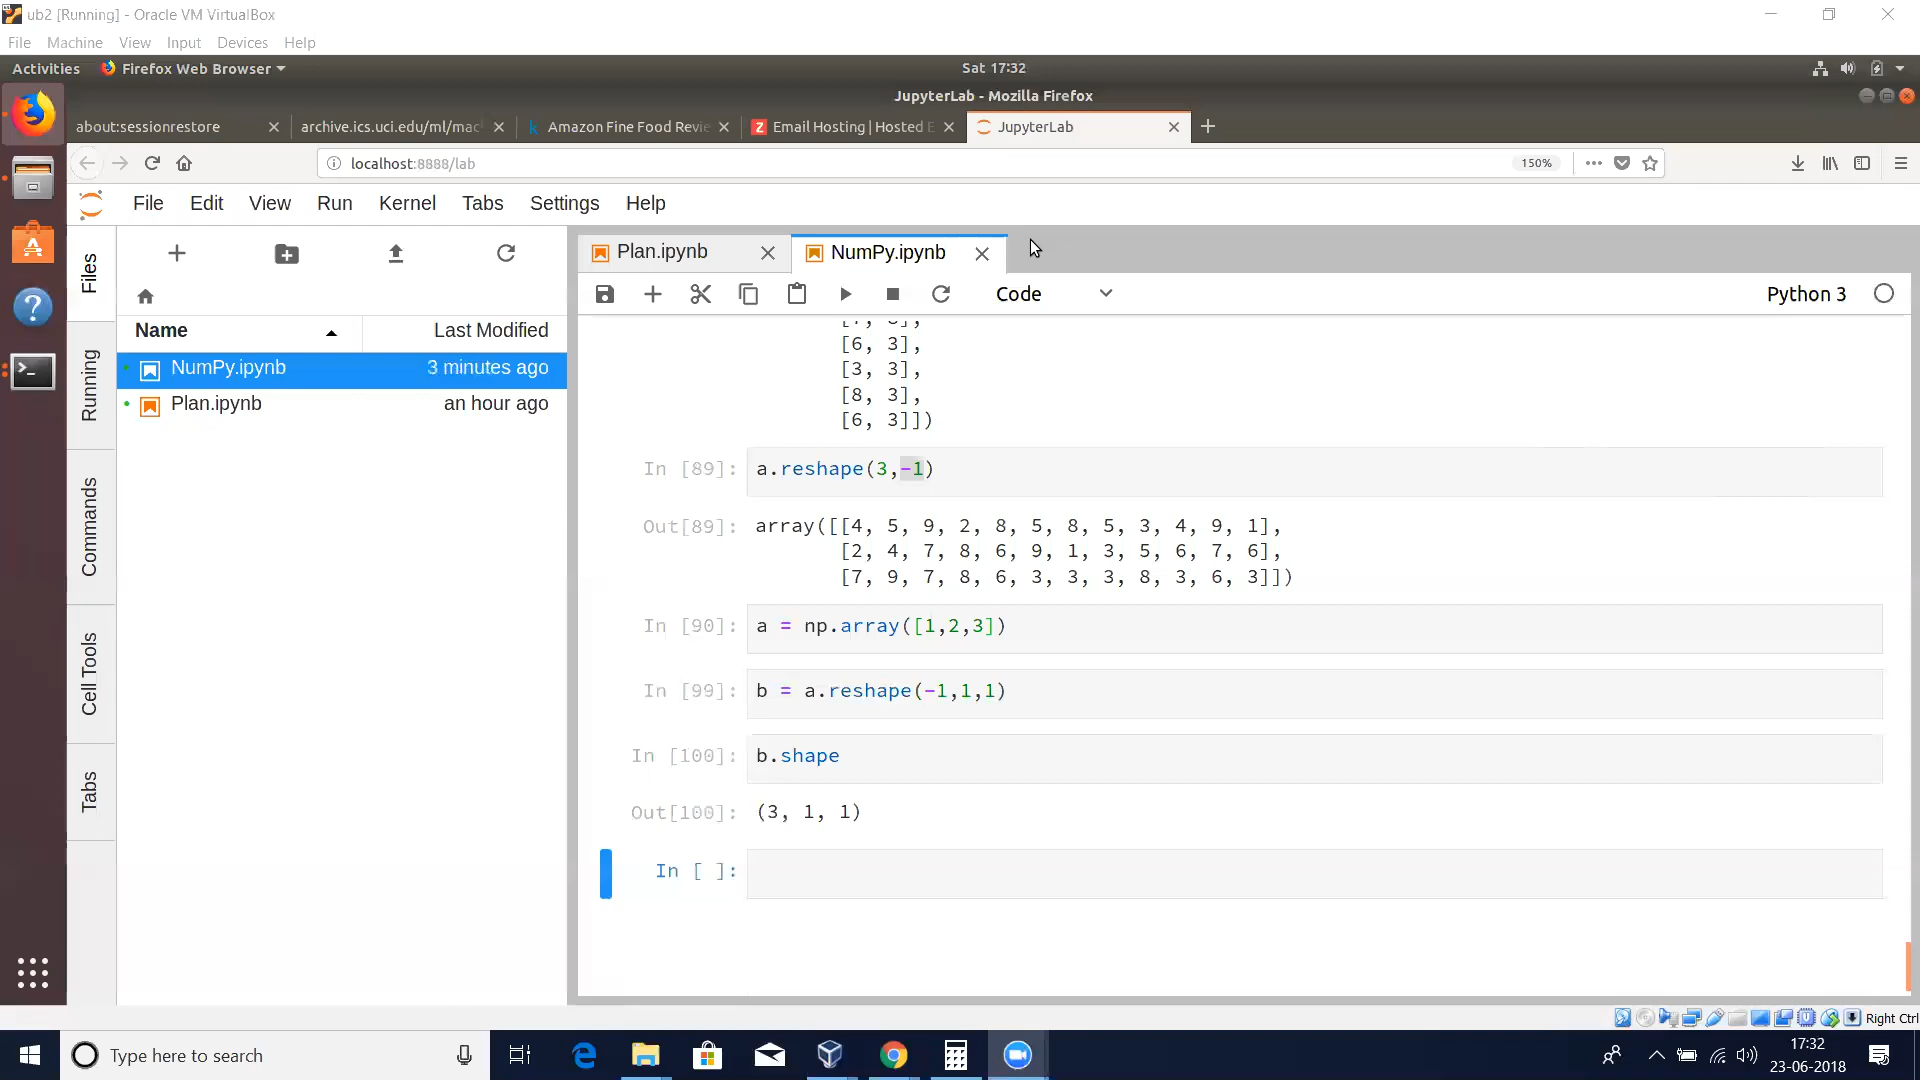 ub2 [Running] - Oracle VM VirtualBox
File Machine View Input Devices Help
Activities Firefox Web Browser Sat 17:32
JupyterLab - Mozilla Firefox
about:sessionrestore archive.ics.uci.edu/ml/mac Amazon Fine Food Revie Email Hosting | Hosted E JupyterLab
localhost:8888/lab 150%
File Edit View Run Kernel Tabs Settings Help
Files
Running
Commands
Cell Tools
Tabs
Name Last Modified
NumPy.ipynb 3 minutes ago
Plan.ipynb an hour ago
Plan.ipynb NumPy.ipynb
Code Python 3
[6, 3],
[3, 3],
[8, 3],
[6, 3]])
In [89]: a.reshape(3,-1)
Out[89]: array([[4, 5, 9, 2, 8, 5, 8, 5, 3, 4, 9, 1],
[2, 4, 7, 8, 6, 9, 1, 3, 5, 6, 7, 6],
[7, 9, 7, 8, 6, 3, 3, 3, 8, 3, 6, 3]])
In [90]: a = np.array([1,2,3])
In [99]: b = a.reshape(-1,1,1)
In [100]: b.shape
Out[100]: (3, 1, 1)
In [ ]:
Right Ctrl
Type here to search
17:32
23-06-2018